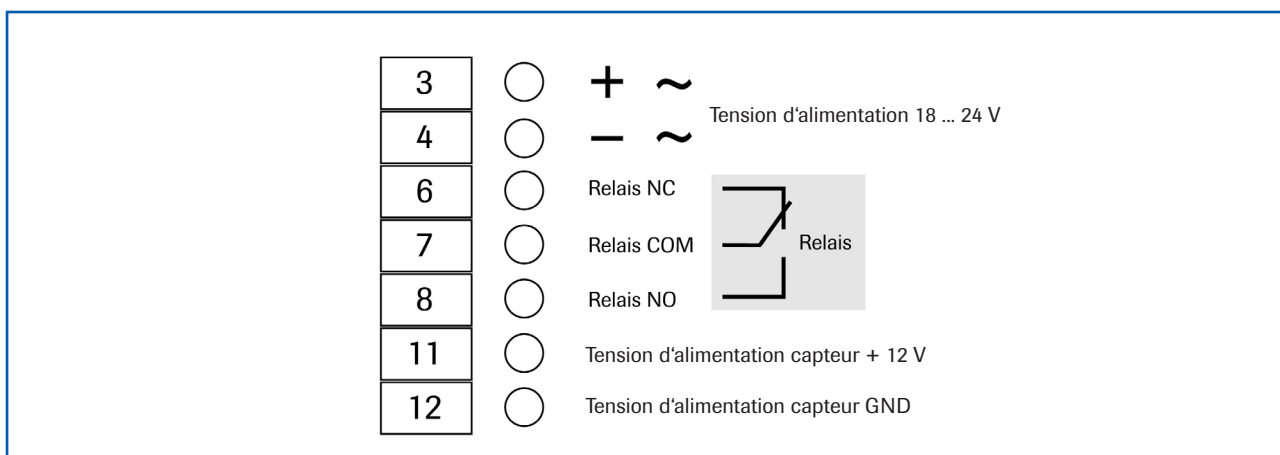 3 + ~
Tension d‘alimentation 18 ... 24 V
4 – ~
6 Relais NC
7 Relais COM Relais
8 Relais NO
11 Tension d‘alimentation capteur + 12 V
12 Tension d‘alimentation capteur GND